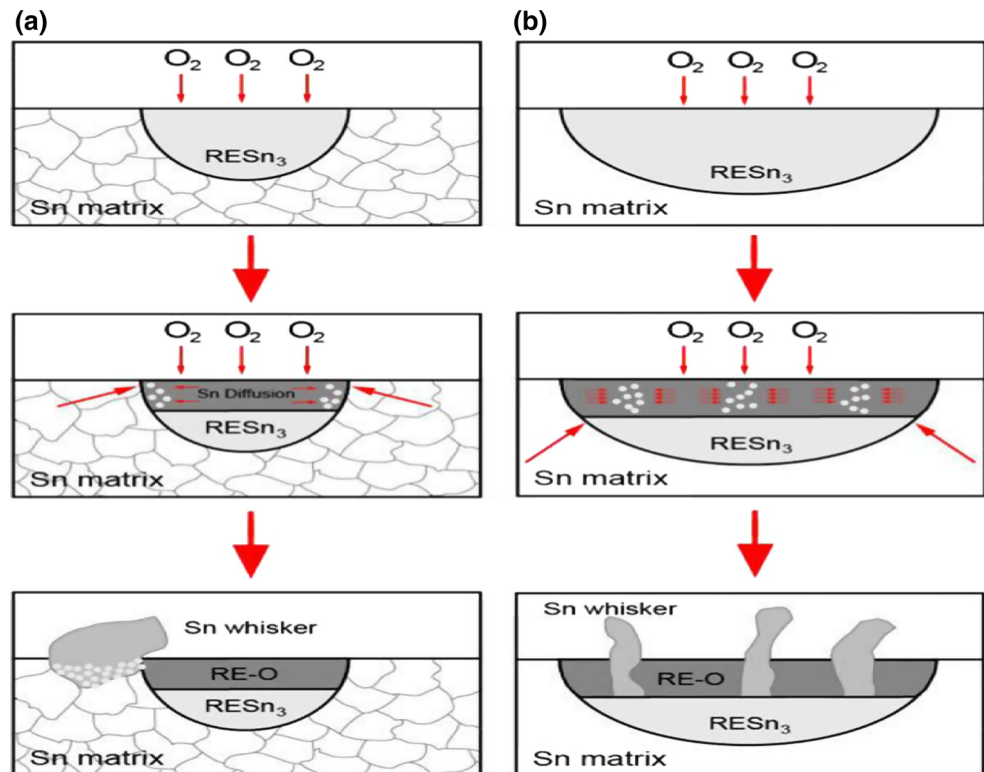 (a)
O₂ O₂ O₂
RESn₃
Sn matrix
O₂ O₂ O₂
Sn Diffusion
RESn₃
Sn matrix
Sn whisker
RE-O
RESn₃
Sn matrix
(b)
O₂ O₂ O₂
RESn₃
Sn matrix
O₂ O₂ O₂
RESn₃
Sn matrix
Sn whisker
RE-O
RESn₃
Sn matrix